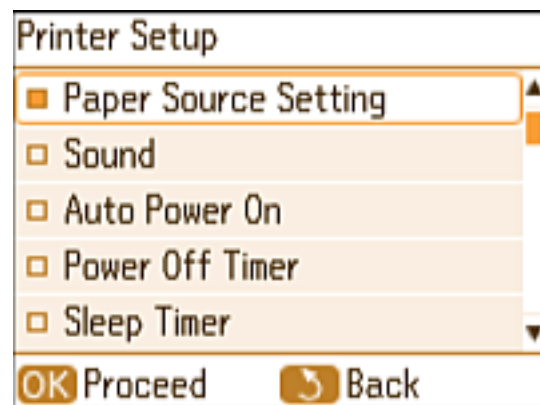 Printer Setup
Paper Source Setting
Sound
Auto Power On
Power Off Timer
Sleep Timer
OK Proceed Back